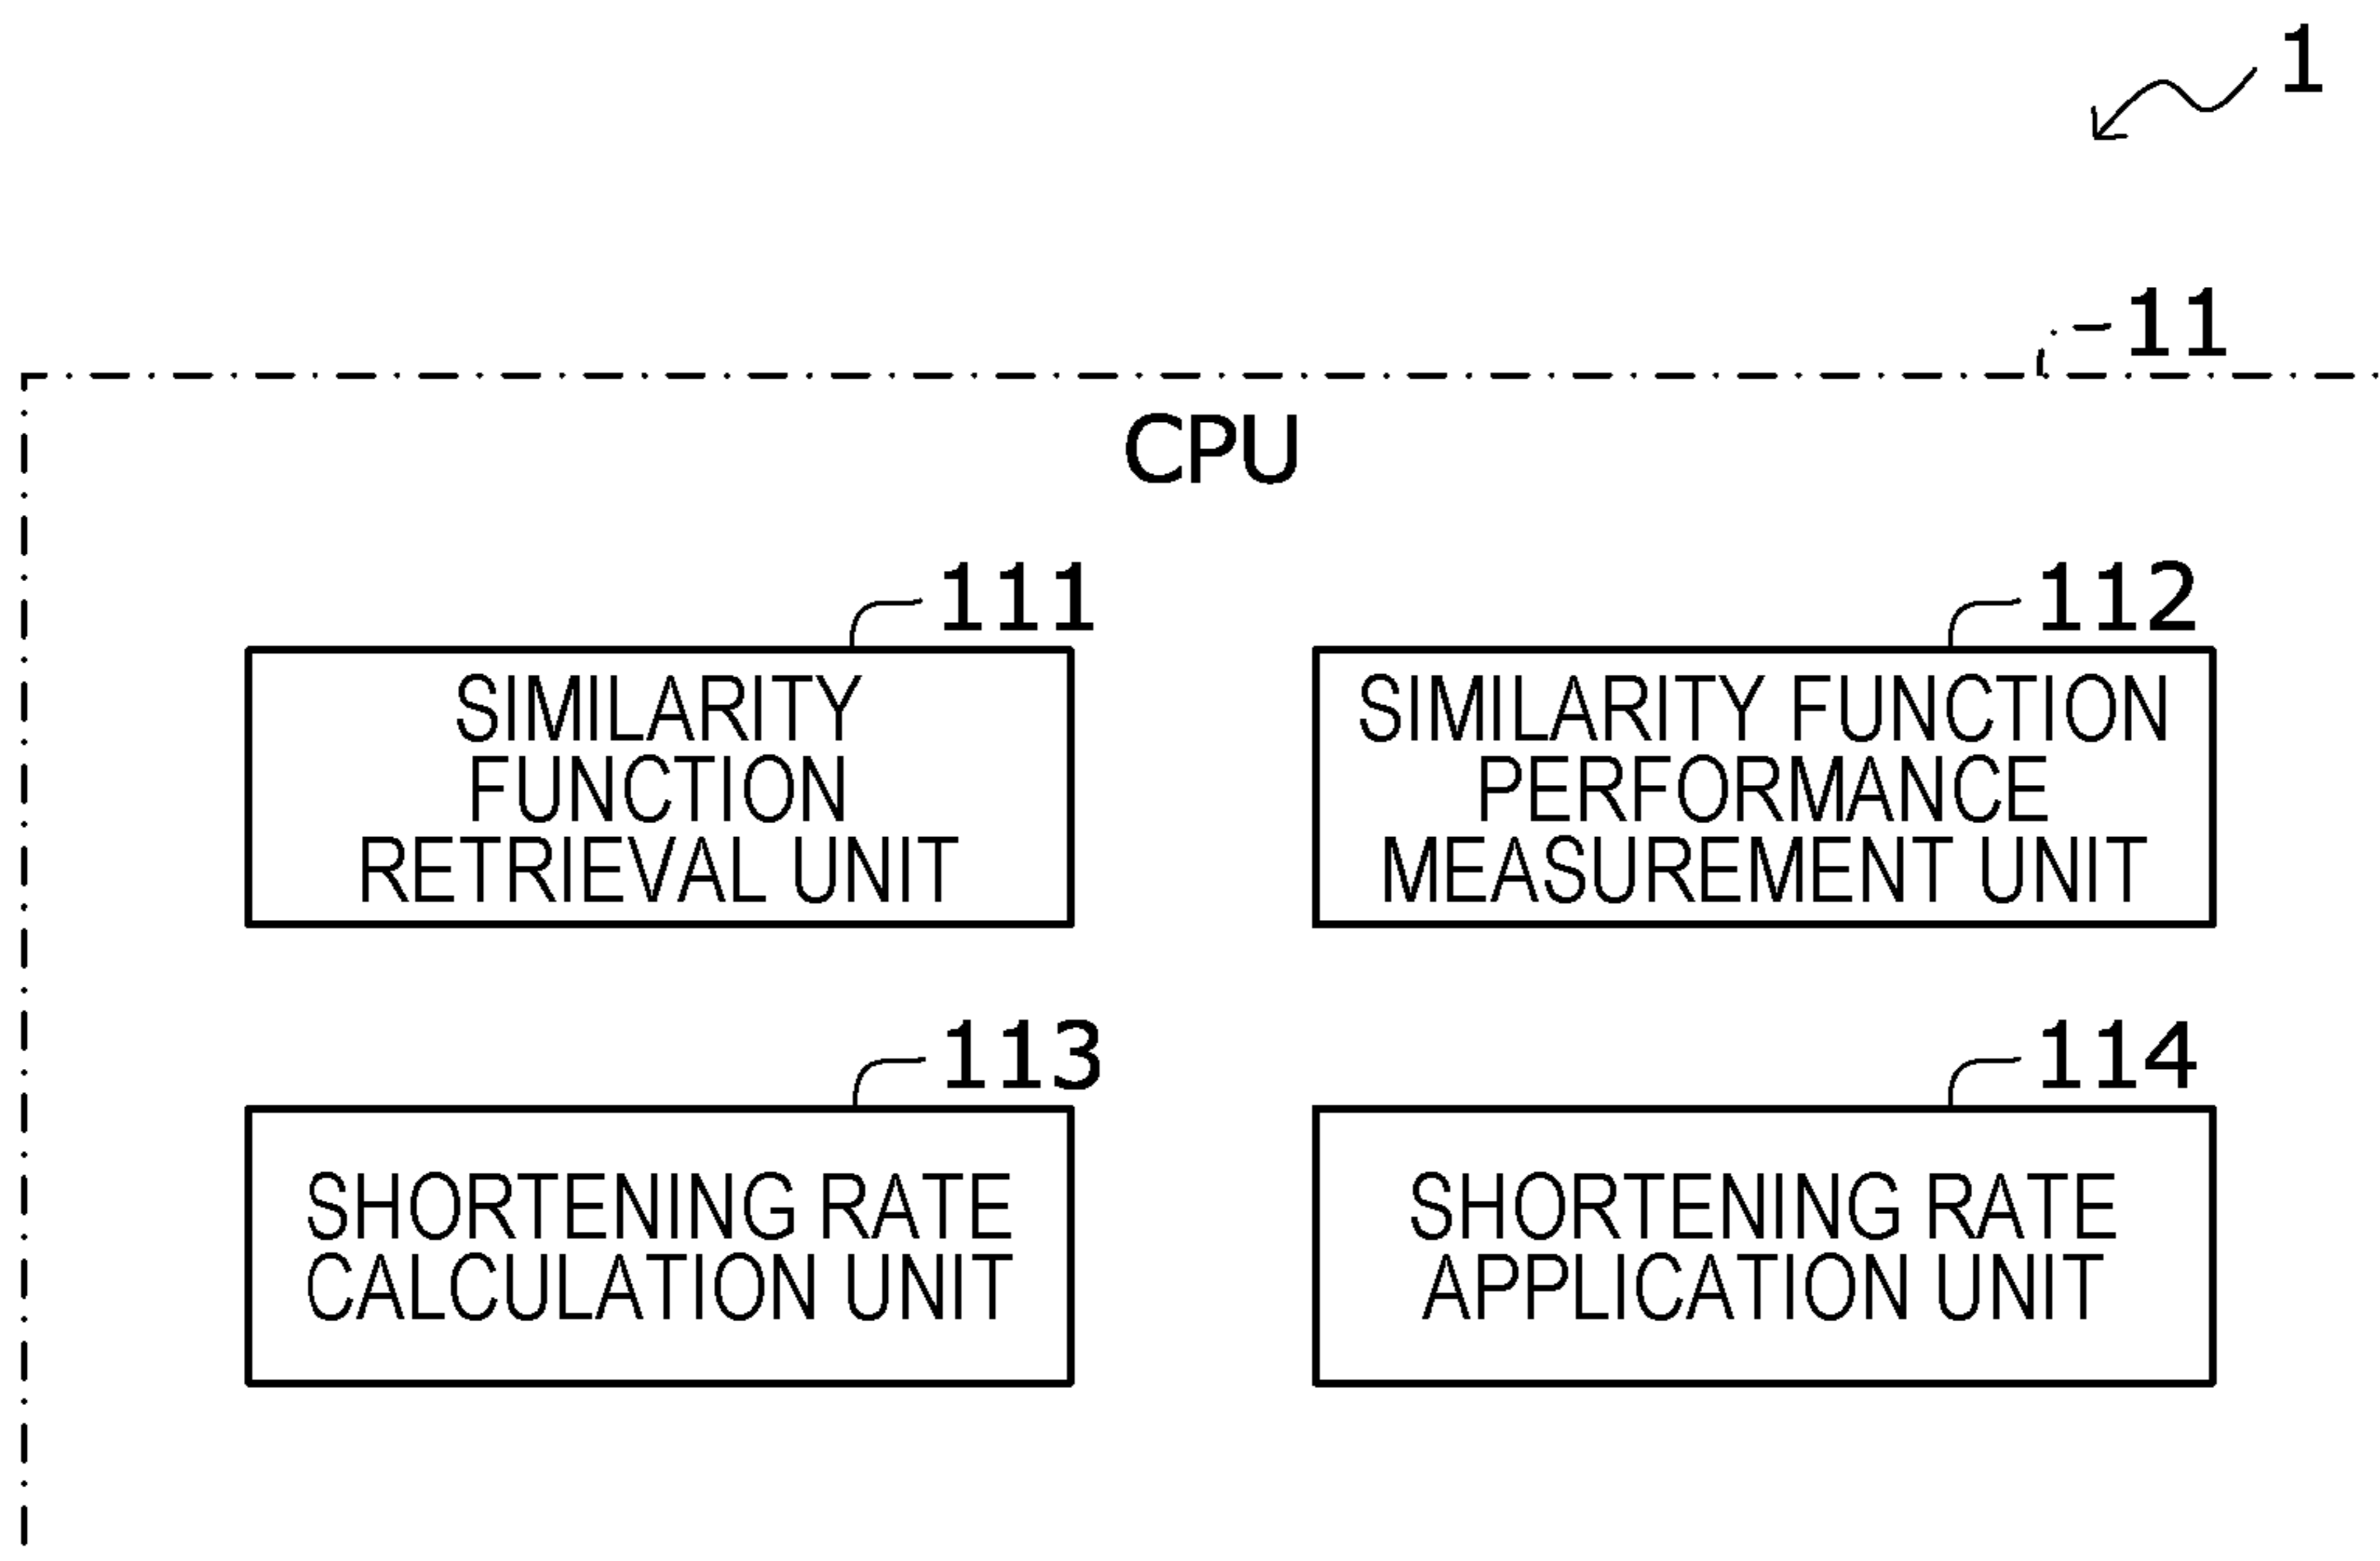 1
11
CPU
111
SIMILARITY
FUNCTION
RETRIEVAL UNIT
112
SIMILARITY FUNCTION
PERFORMANCE
MEASUREMENT UNIT
113
SHORTENING RATE
CALCULATION UNIT
114
SHORTENING RATE
APPLICATION UNIT